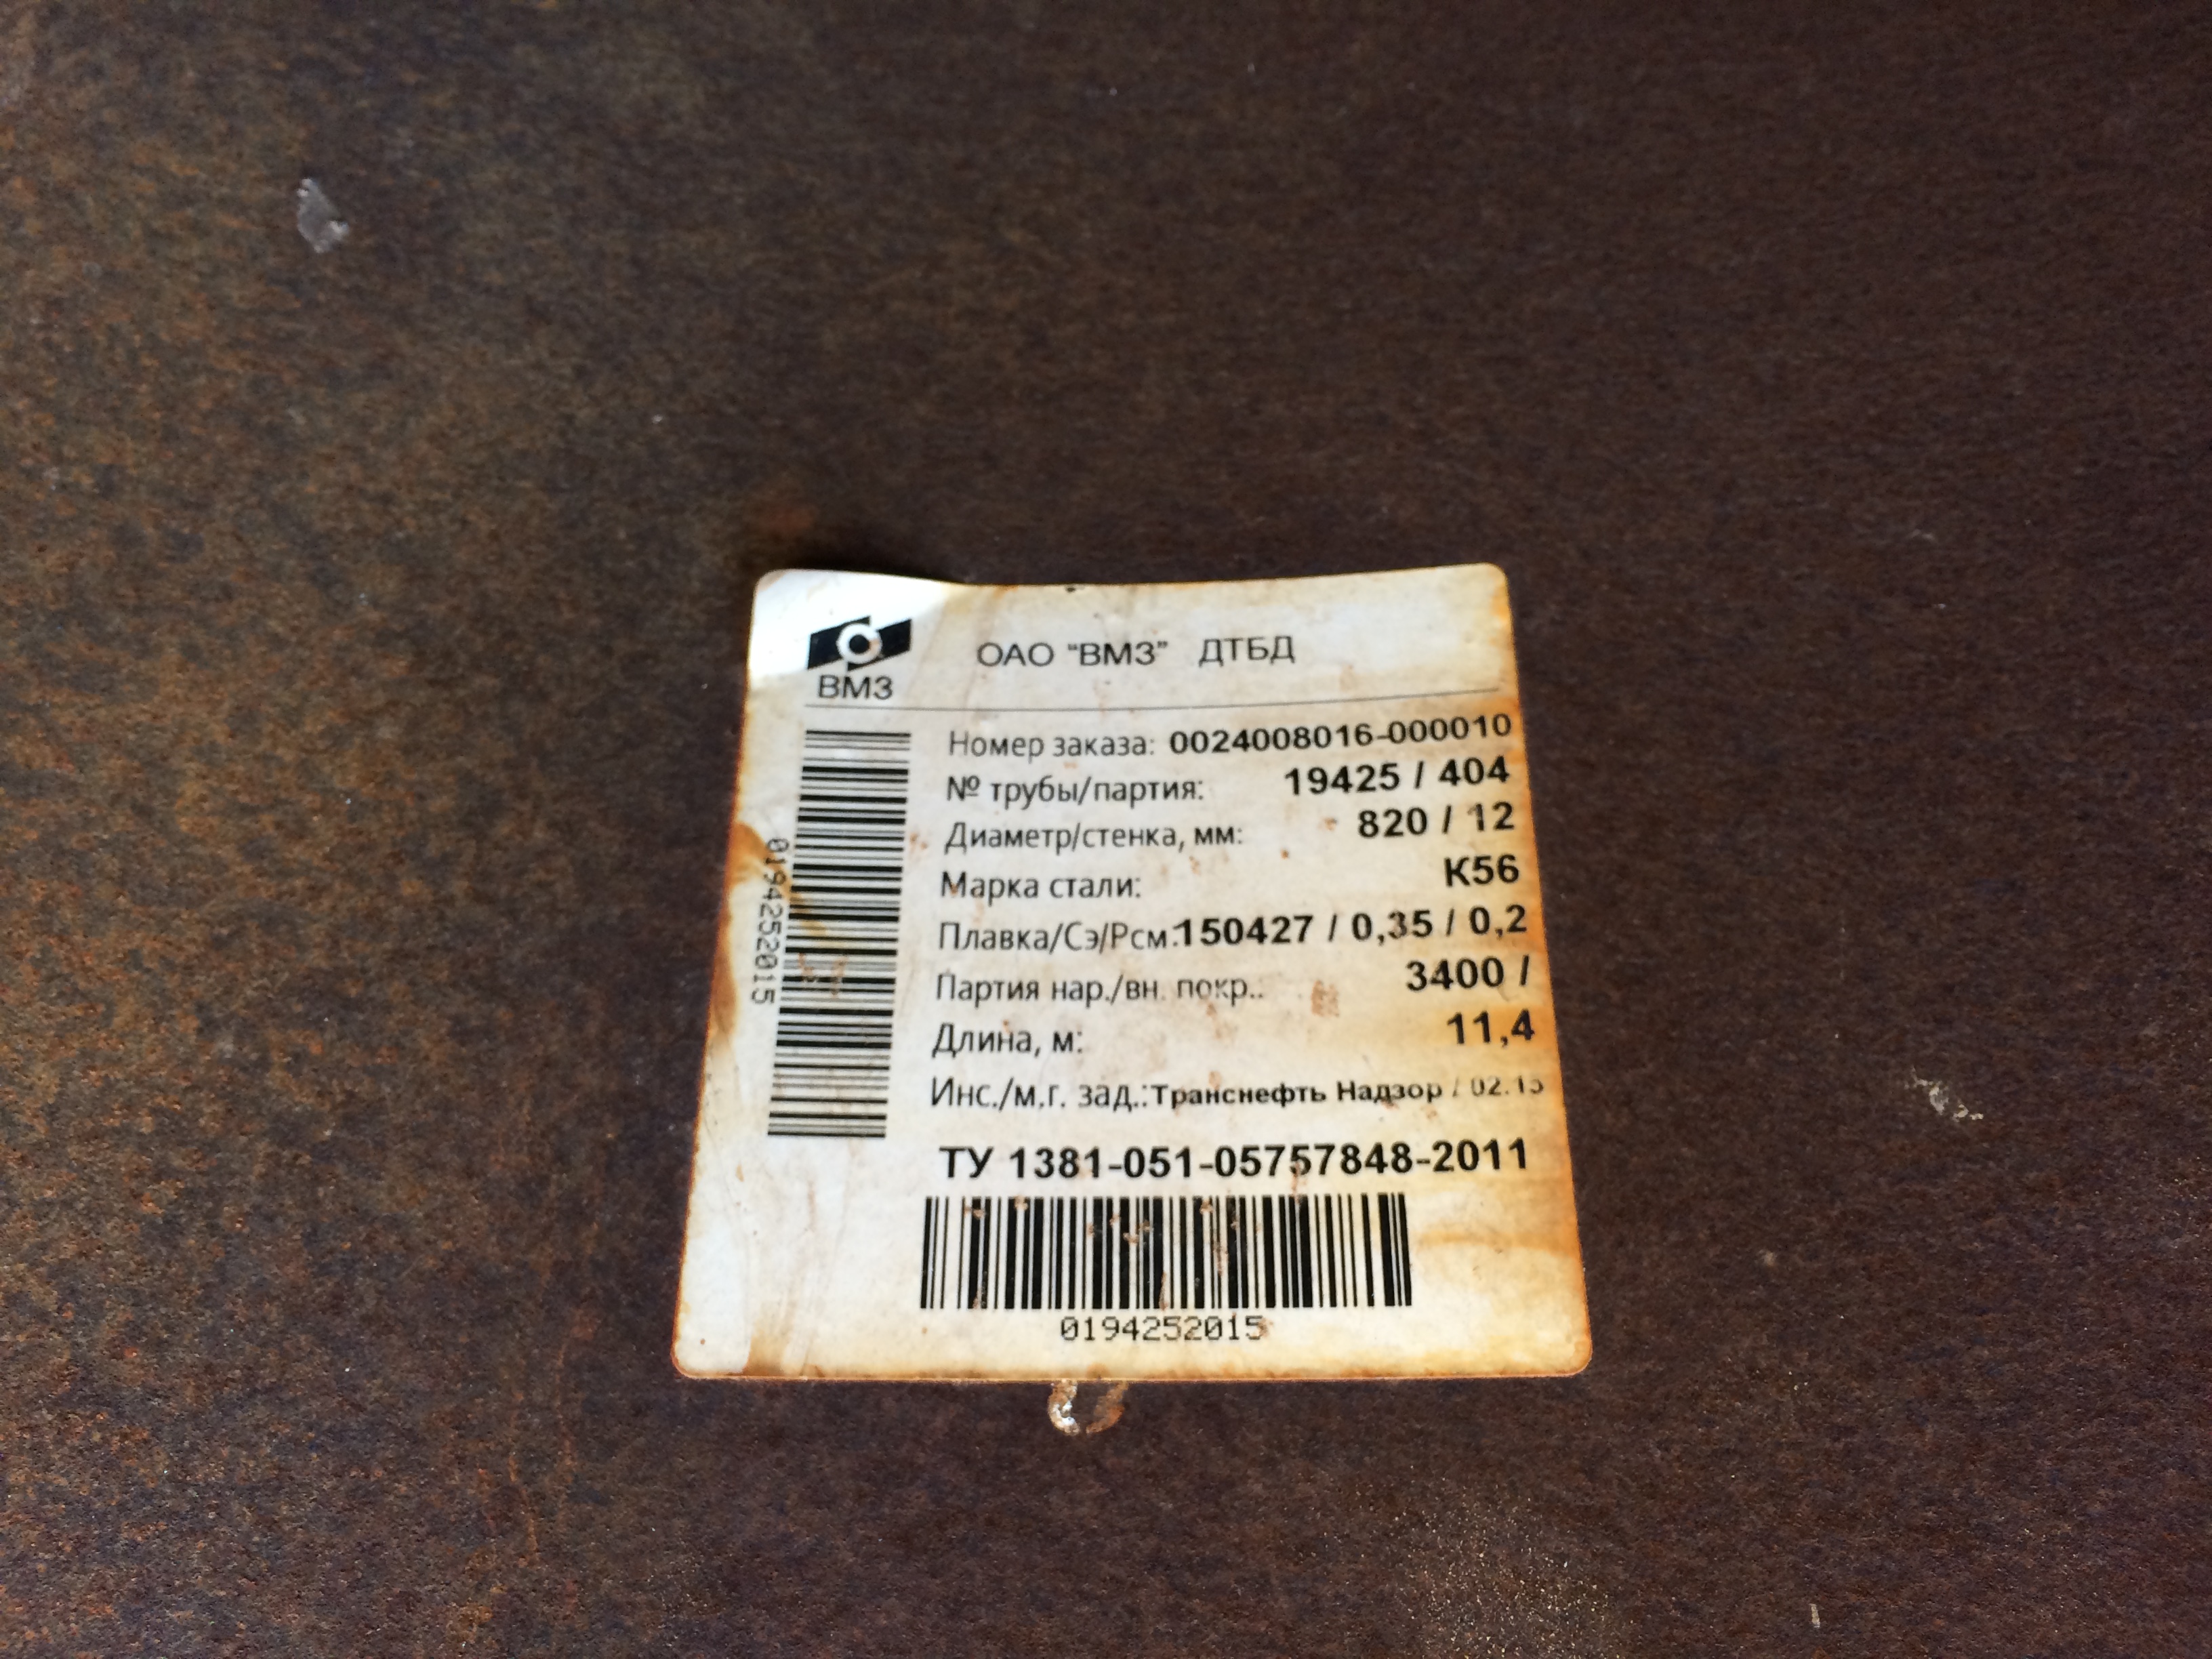 С
ВМЗ
ОАО "ВМЗ" ДТБД
Номер заказа: 0024008016-000010
№ трубы/партия: 19425 / 404
Диаметр/стенка, мм: 820 / 12
Марка стали: К56
Плавка/Сэ/Рсм: 150427 / 0,35 / 0,2
Партия нар./вн. покр.: 3400 /
Длина, м: 11,4
Инс./м.г. зад.: Транснефть Надзор / 02.15
ТУ 1381-051-05757848-2011
0194252015
0194252015